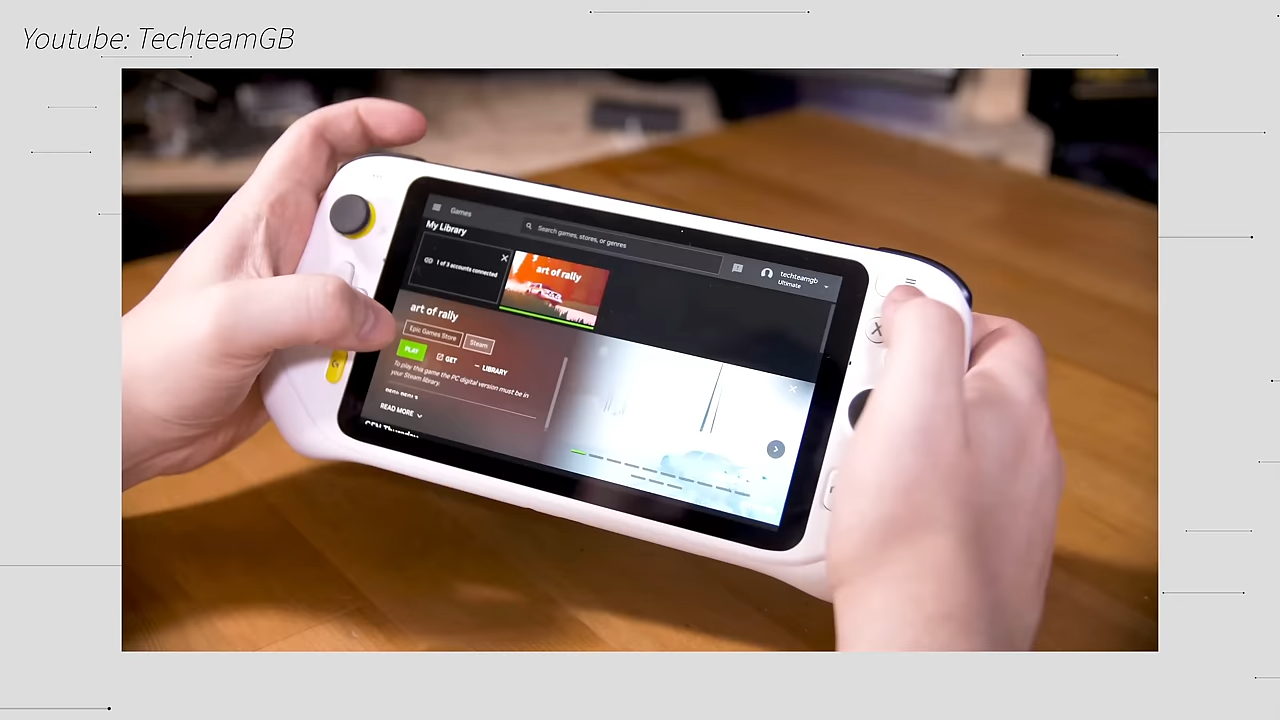 Youtube: TechteamGB
Games
Search games, stores, or genres
techteamgb
Ultimate
My Library
1 of 3 accounts connected
art of rally
art of rally
Epic Games Store
Steam
PLAY
GET
LIBRARY
To play this game the PC digital version must be in
your Steam library.
READ MORE
GFN Thursday
X